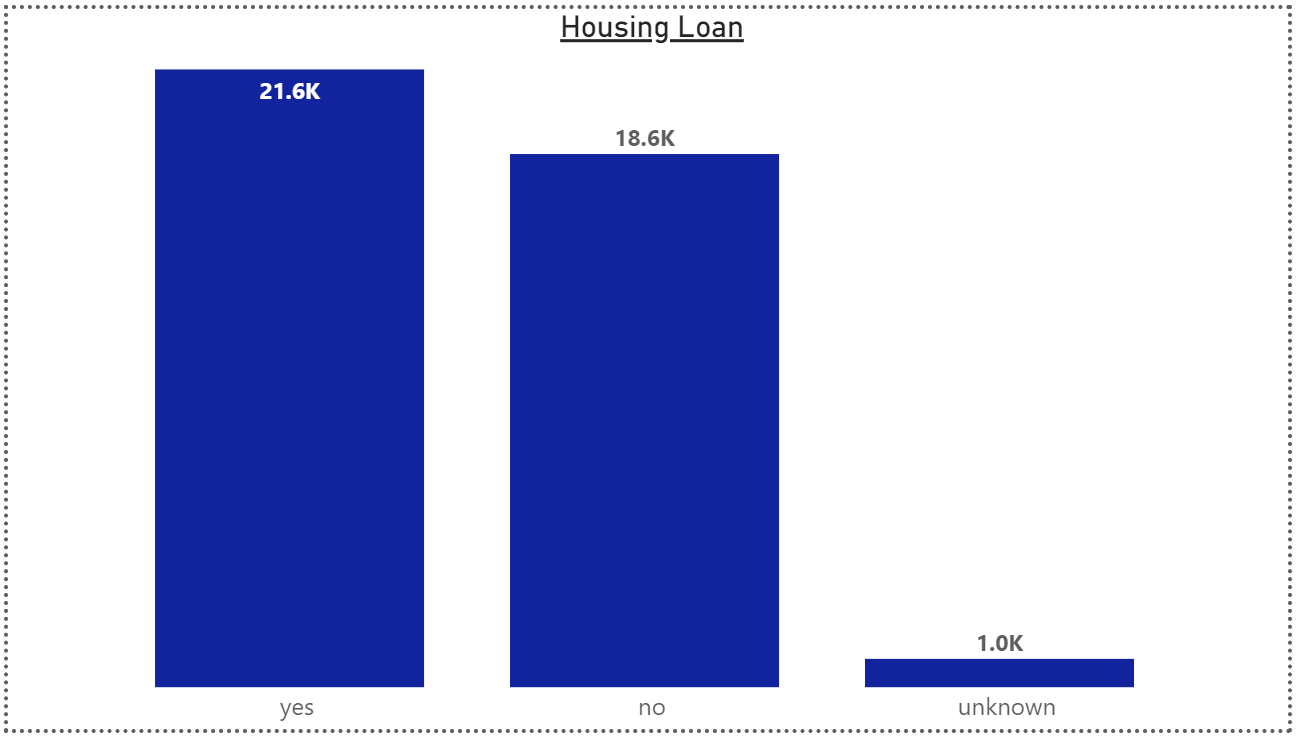 Housing Loan
21.6K
18.6K
1.0K
yes no unknown